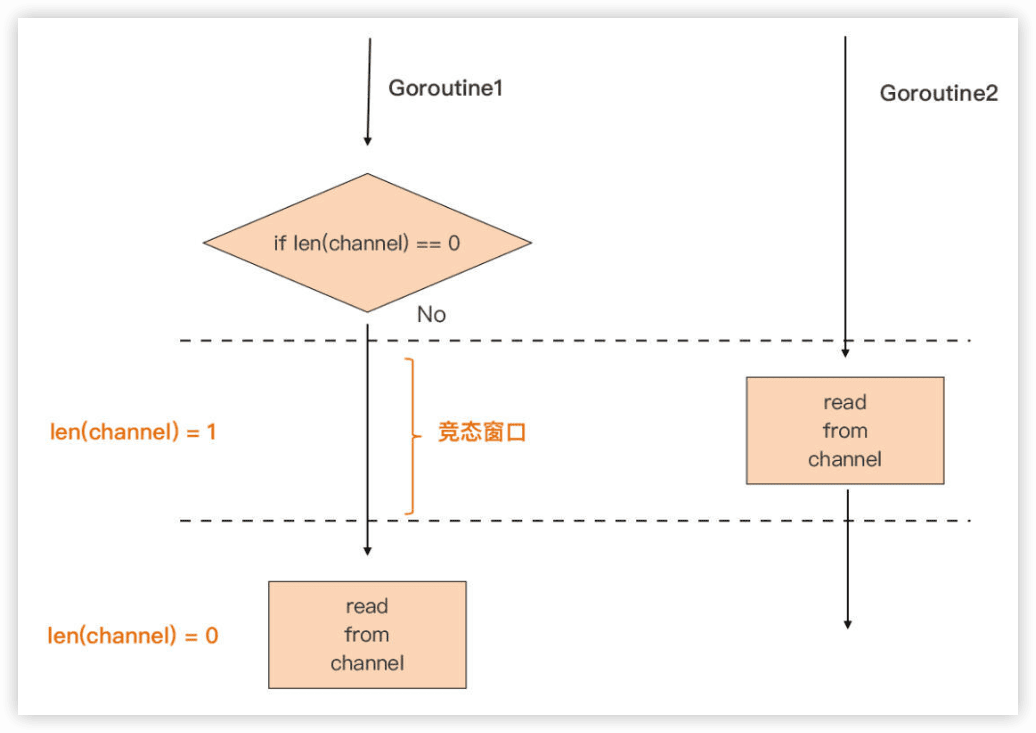 Goroutine1
Goroutine2
if len(channel) == 0
No
len(channel) = 1
竞态窗口
read
from
channel
len(channel) = 0
read
from
channel